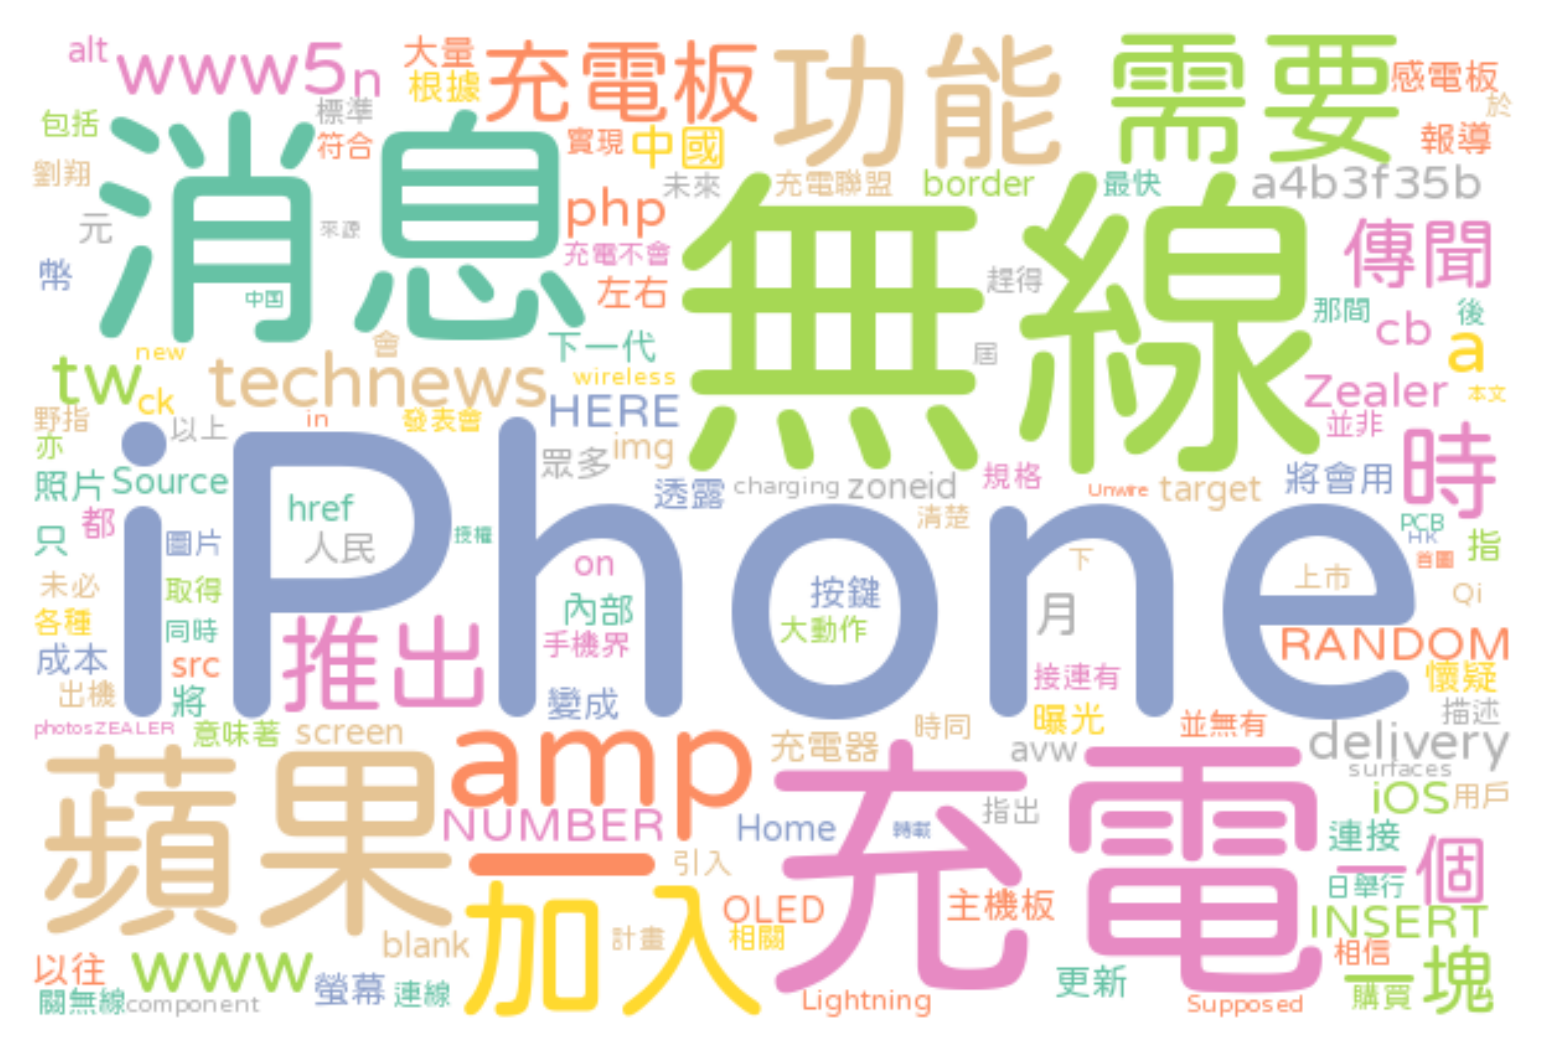 alt www5n 大量 充電板 功能 需要 感電板
根據 於
包括 標準 消息 符合 實現 中國 報導
劉翔 未來 充電聯盟 border 最快 a4b3f35b
元 來源 php 無線 傳聞
幣 中国 充電不會 左右 趕得 那間 cb 後
new 會 下一代 屆 a
tw ck technews wireless Zealer 本文
野指 in 發表會 HERE 並非
亦 以上 眾多 img 時
照片 Source iPhone 透露 charging zoneid 規格 Unwire target 將會用
只 都 href 清楚 PCB
圖片 人民 授權 HK 指
未必 取得 on 下 上市 首圖 Qi
各種 同時 內部 按鍵 月
成本 src 推出 手機界 大動作 RANDOM
出機 將 變成 接連有 懷疑
photosZEALER 意味著 screen 時同 曝光 並無有 描述
蘋果 amp 充電器 avw delivery
surfaces
NUMBER Home 轉載 充電 指出 iOS 用戶
連接
一 引入 一個
日舉行
加入 OLED 主機板 INSERT
blank 計畫 相關 相信
以往 www 螢幕 連線 更新 一塊
關無線 component Lightning Supposed 購買